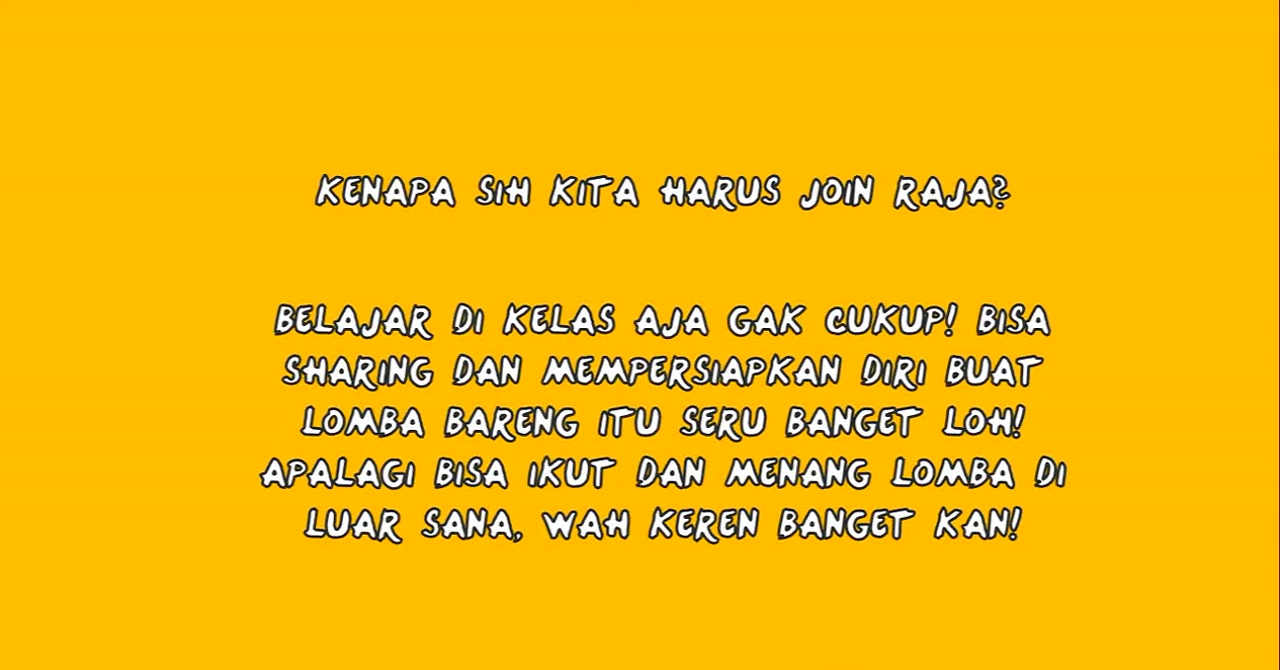 KENAPA SIH KITA HARUS JOIN RAJA?
BELAJAR DI KELAS AJA GAK CUKUP! BISA
SHARING DAN MEMPERSIAPKAN DIRI BUAT
LOMBA BARENG ITU SERU BANGET LOH!
APALAGI BISA IKUT DAN MENANG LOMBA DI
LUAR SANA, WAH KEREN BANGET KAN!